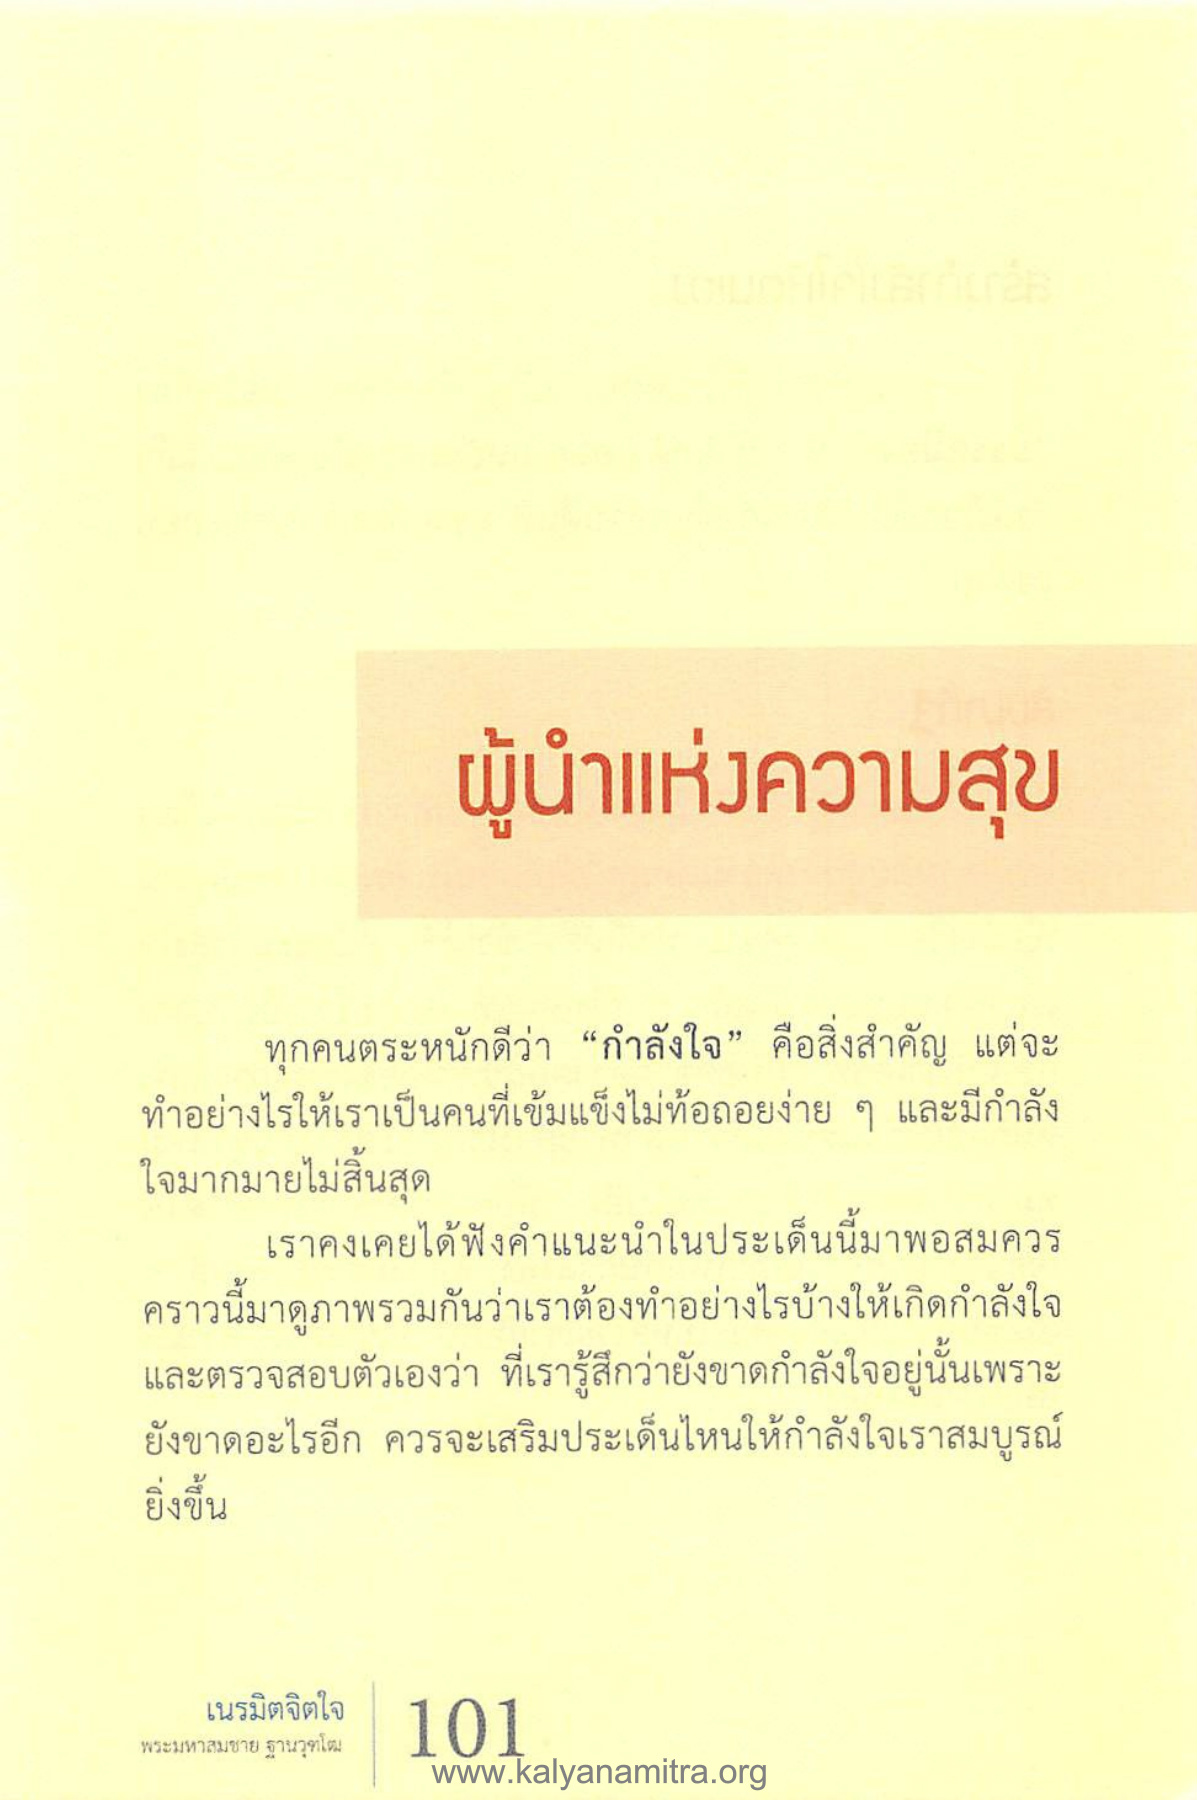 ผู้นำแห่งความสุข
ทุกคนตระหนักดีว่า “กำลังใจ” คือสิ่งสำคัญ แต่จะ
ทำอย่างไรให้เราเป็นคนที่เข้มแข็งไม่ท้อถอยง่าย ๆ และมีกำลัง
ใจมากมายไม่สิ้นสุด
เราคงเคยได้ฟังคำแนะนำในประเด็นนี้มาพอสมควร
คราวนี้มาดูภาพรวมกันว่าเราต้องทำอย่างไรบ้างให้เกิดกำลังใจ
และตรวจสอบตัวเองว่า ที่เรารู้สึกว่ายังขาดกำลังใจอยู่นั้นเพราะ
ยังขาดอะไรอีก ควรจะเสริมประเด็นไหนให้กำลังใจเราสมบูรณ์
ยิ่งขึ้น
เนรมิตจิตใจ
พระมหาสมชาย ฐานวุฑโฒ
101
www.kalyanamitra.org